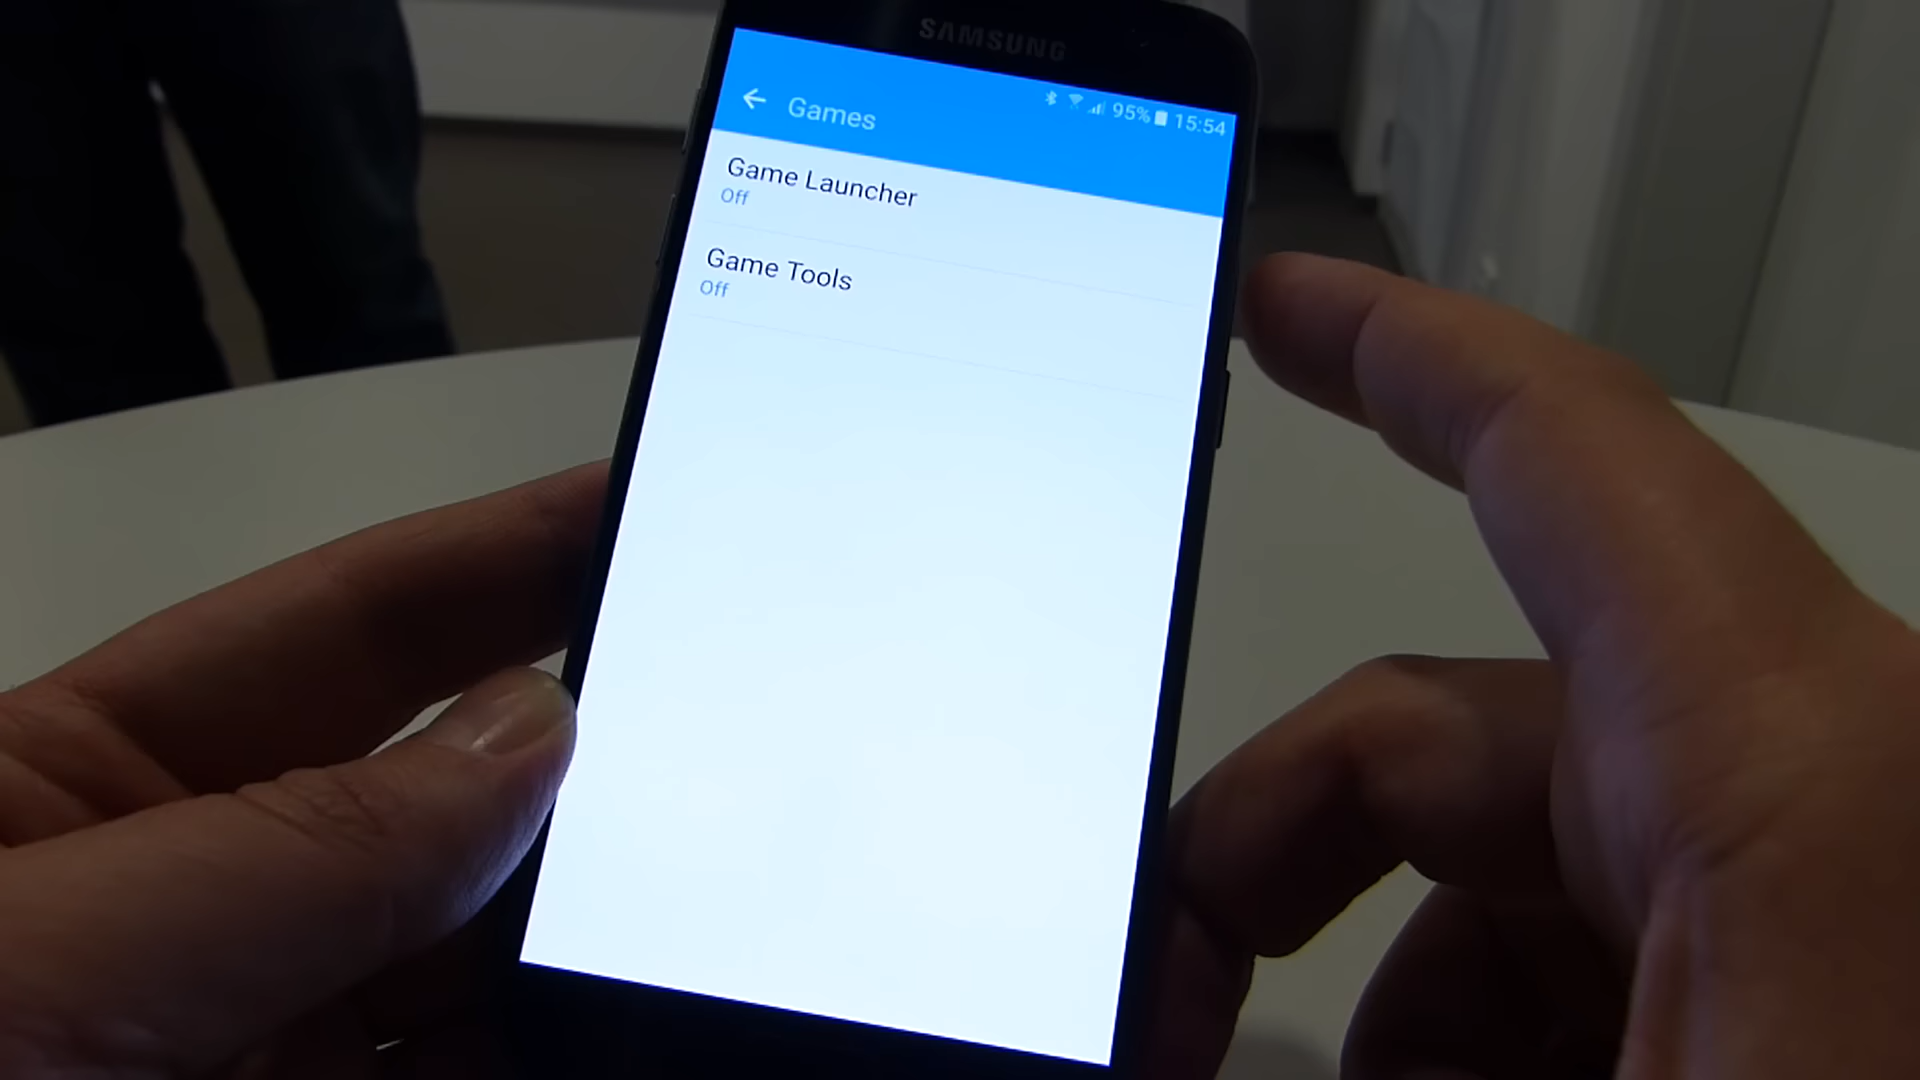 SAMSUNG
95% 15:54
Games
Game Launcher
Off
Game Tools
Off